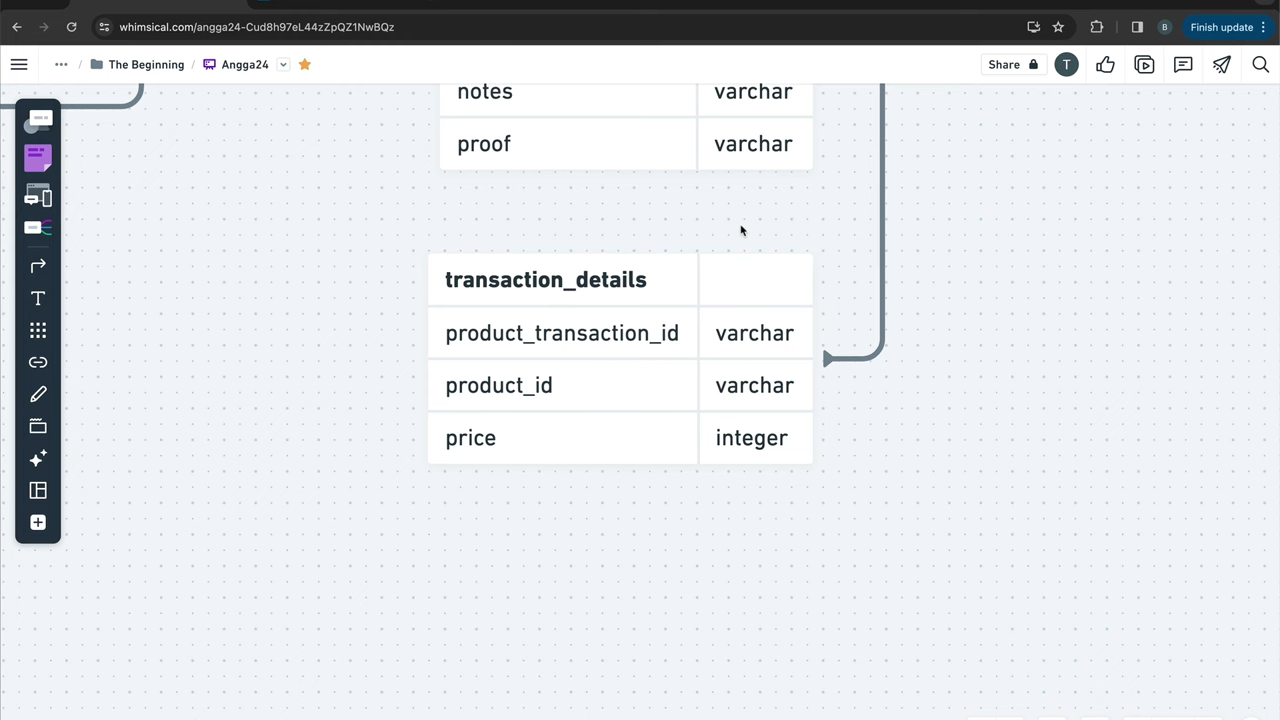 whimsical.com/angga24-Cud8h97eL44zZpQZ1NwBQz
B
Finish update
... / The Beginning / Angga24
Share
T
notes varchar
proof varchar
transaction_details
product_transaction_id varchar
product_id varchar
price integer
T